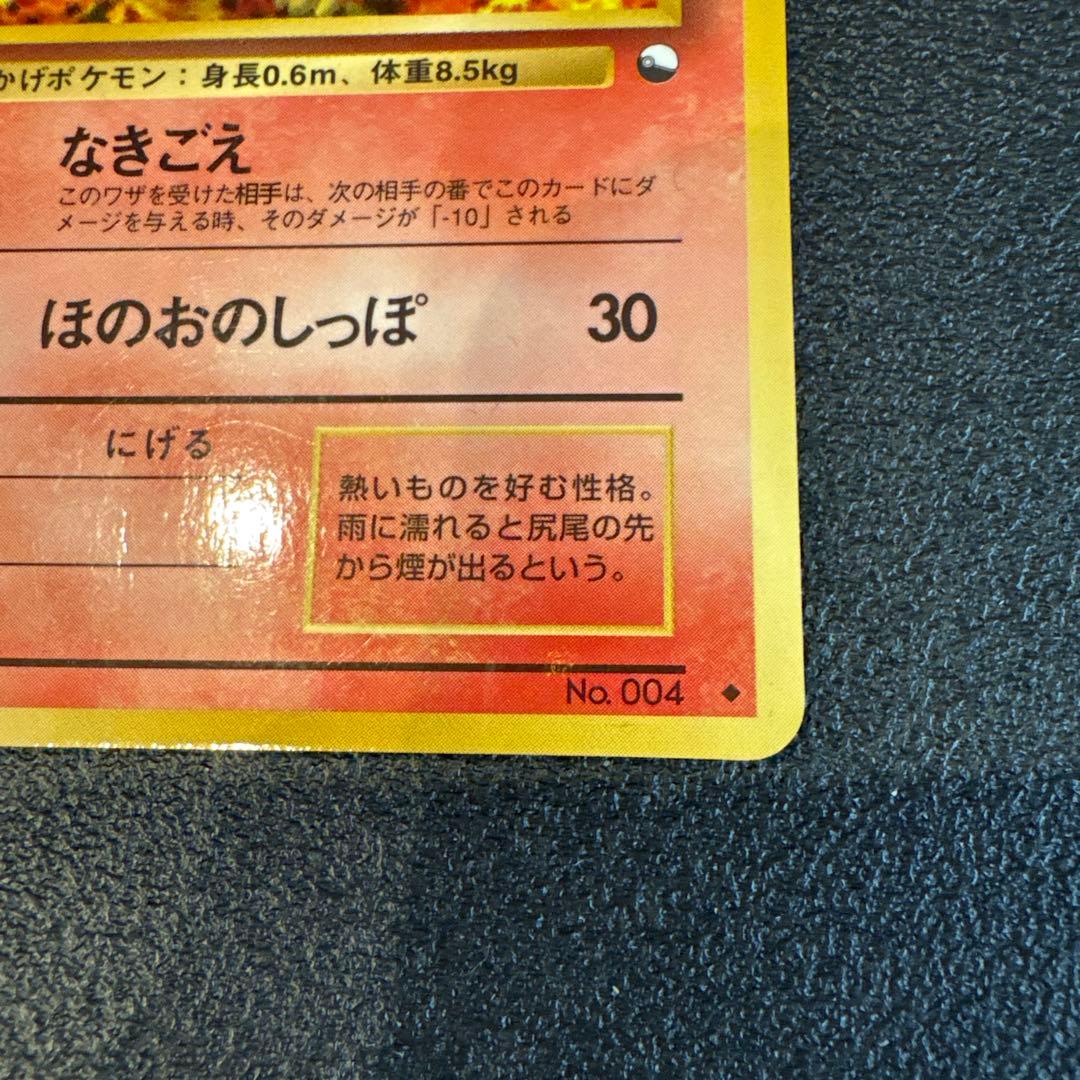 かげポケモン：身長0.6m、体重8.5kg
なきごえ
このワザを受けた相手は、次の相手の番でこのカードにダ
メージを与える時、そのダメージが「-10」される
ほのおのしっぽ 30
にげる
熱いものを好む性格。
雨に濡れると尻尾の先
から煙が出るという。
No. 004